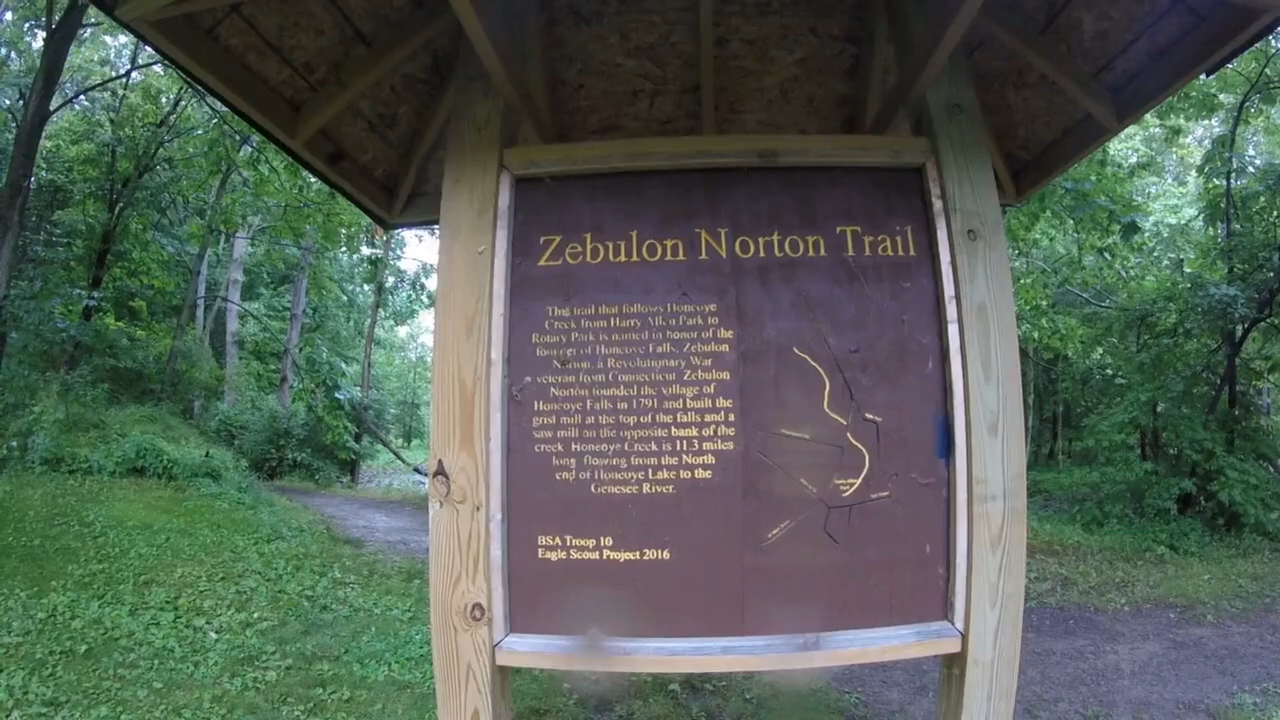 Zebulon Norton Trail
This trail that follows Honeoye
Creek from Harry Allen Park to
Rotary Park is named in honor of the
founder of Honeoye Falls, Zebulon
Norton, a Revolutionary War
veteran from Connecticut Zebulon
Norton founded the village of
Honeoye Falls in 1791 and built the
grist mill at the top of the falls and a
saw mill on the opposite bank of the
creek Honeoye Creek is 11.3 miles
long flowing from the North
end of Honeoye Lake to the
Genesee River.
BSA Troop 10
Eagle Scout Project 2016